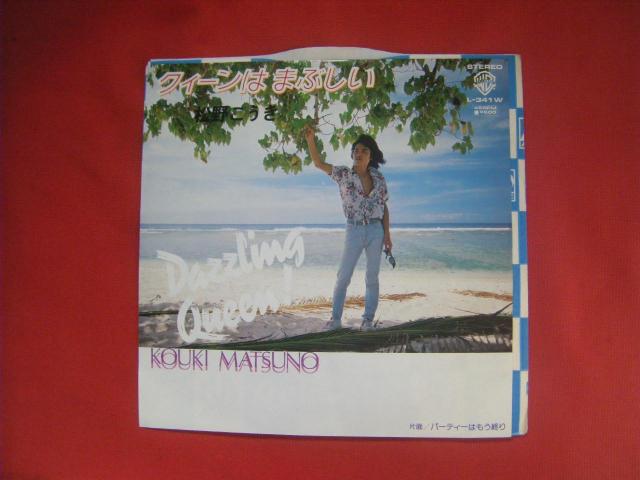 クィーンは まぶしい
松野こうき
STEREO
L-341W
Dazzling
Queen!
KOUKI MATSUNO
片面／パーティーはもう終り